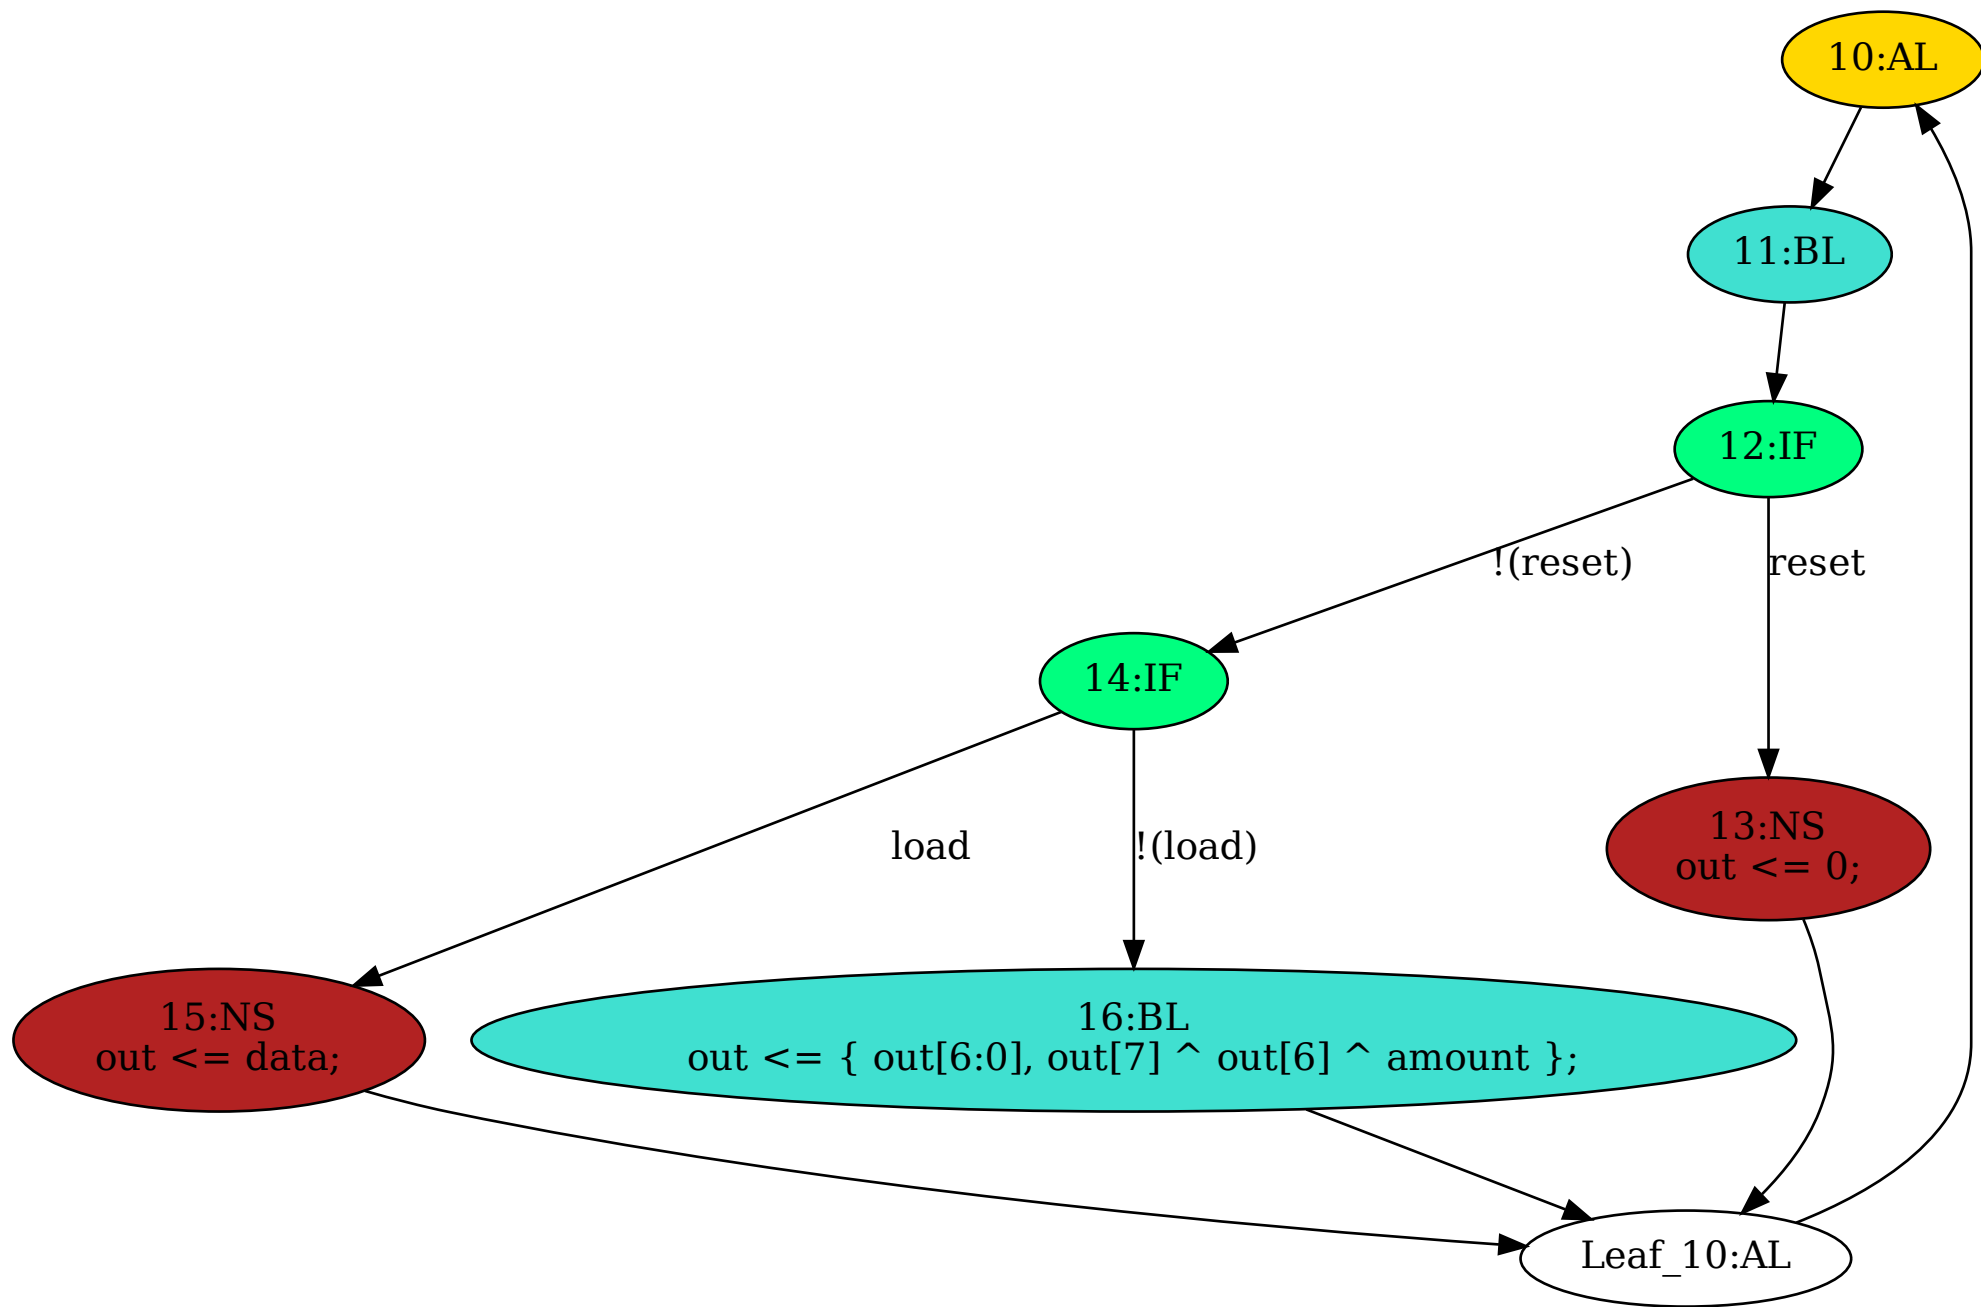 10:AL
11:BL
12:IF
!(reset)
reset
14:IF
load
!(load)
13:NS
out <= 0;
15:NS
out <= data;
16:BL
out <= { out[6:0], out[7] ^ out[6] ^ amount };
Leaf_10:AL